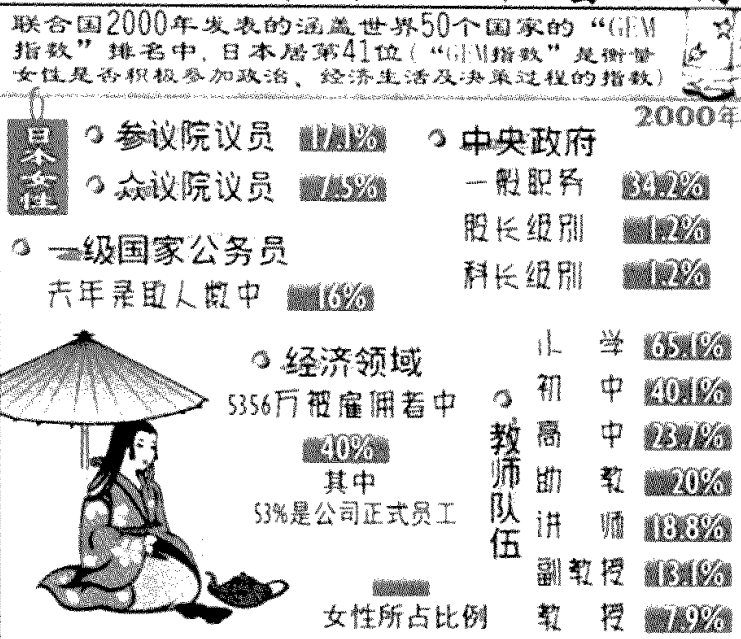 联合国2000年发表的涵盖世界50个国家的“GEM
指数”排名中,日本居第41位(“GEM指数”是衡量
女性是否积极参加政治、经济生活及决策过程的指数)
2000年
日本女性
参议院议员 17.1%
众议院议员 7.5%
一级国家公务员
去年录取人数中 16%
中央政府
一般职务 34.2%
股长级别 1.2%
科长级别 1.2%
经济领域
5356万被雇佣者中
40%
其中
53%是公司正式员工
教师队伍
小 学 65.1%
初 中 40.1%
高 中 23.7%
助 教 20%
讲 师 18.8%
副教授 13.1%
教 授 7.9%
女性所占比例